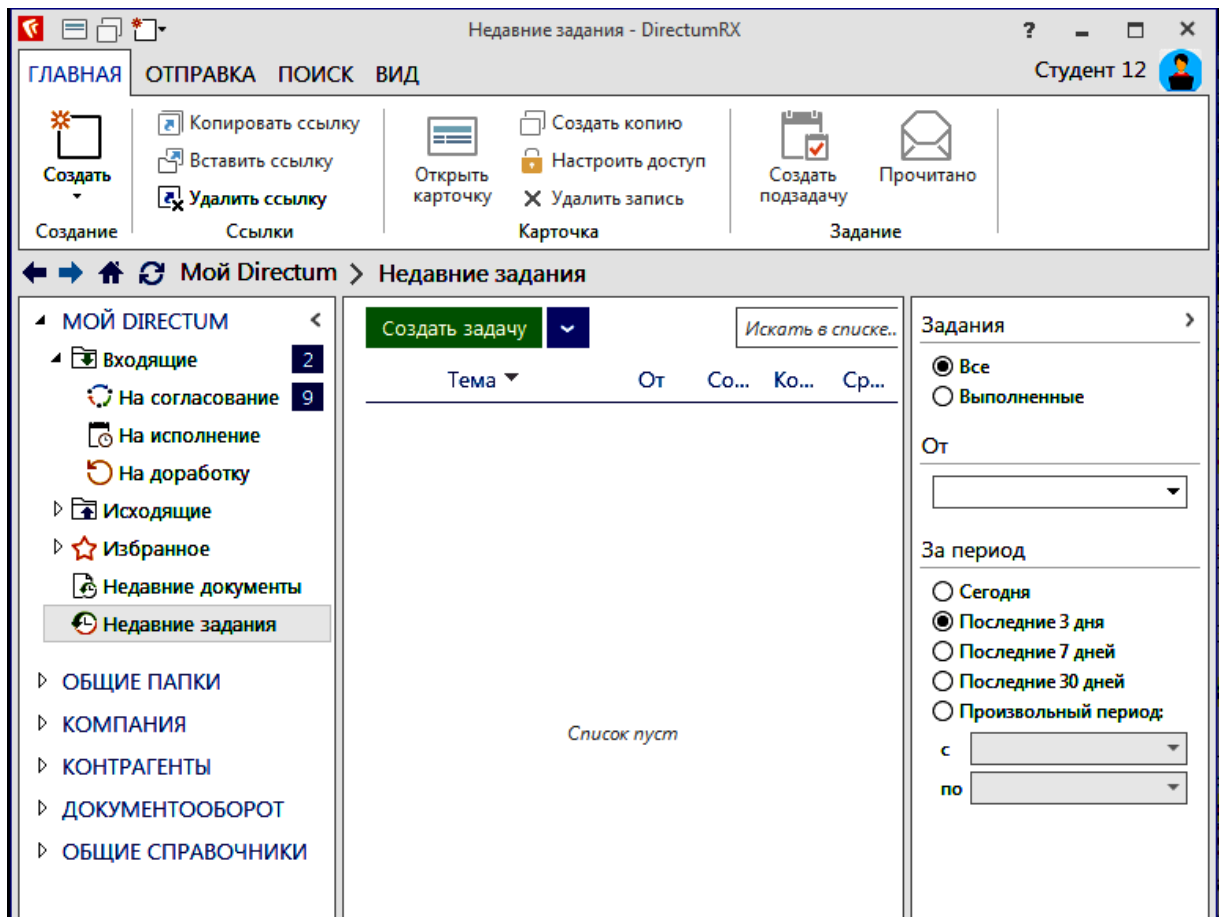 Недавние задания - DirectumRX
?
ГЛАВНАЯ ОТПРАВКА ПОИСК ВИД
Студент 12
Создать
Создание
Копировать ссылку
Вставить ссылку
Удалить ссылку
Ссылки
Открыть
карточку
Создать копию
Настроить доступ
Удалить запись
Карточка
Создать
подзадачу
Прочитано
Задание
Мой Directum > Недавние задания
МОЙ DIRECTUM
Входящие 2
На согласование 9
На исполнение
На доработку
Исходящие
Избранное
Недавние документы
Недавние задания
ОБЩИЕ ПАПКИ
КОМПАНИЯ
КОНТРАГЕНТЫ
ДОКУМЕНТООБОРОТ
ОБЩИЕ СПРАВОЧНИКИ
Создать задачу
Искать в списке..
Тема От Со... Ко... Ср...
Список пуст
Задания
Все
Выполненные
От
За период
Сегодня
Последние 3 дня
Последние 7 дней
Последние 30 дней
Произвольный период:
с
по